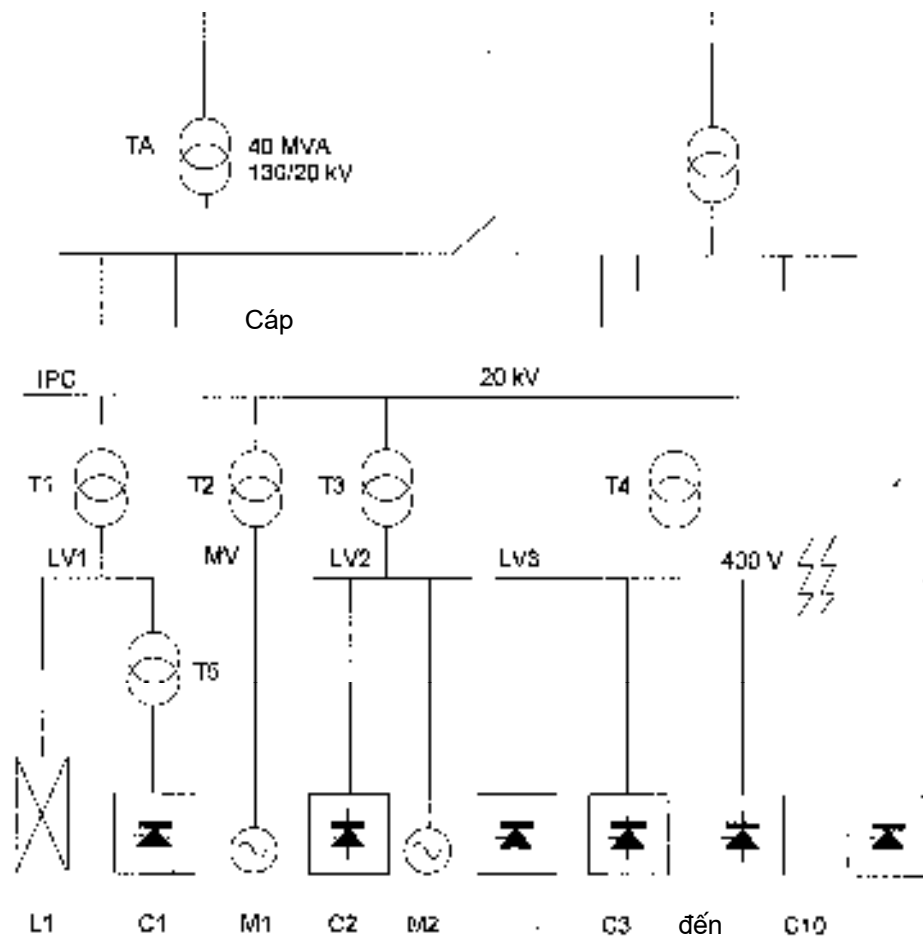 TA 40 MVA
130/20 kV
Cáp
IPC 20 kV
T1 T2 T3 T4
LV1 MV LV2 LV3 400 V
T5
L1 C1 M1 C2 M2 C3 đến C10